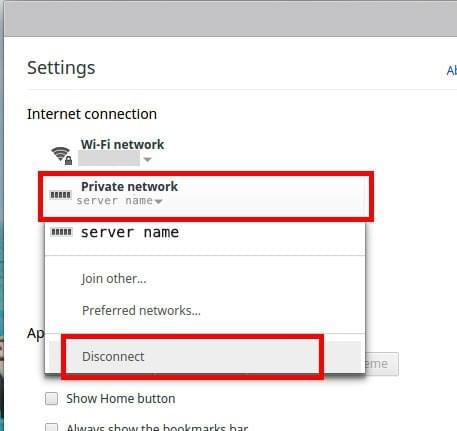 Settings
Ab
Internet connection
Wi-Fi network
Private network
server name
server name
Join other...
Preferred networks...
Ap
Disconnect
eme
Show Home button
Always show the bookmarks bar